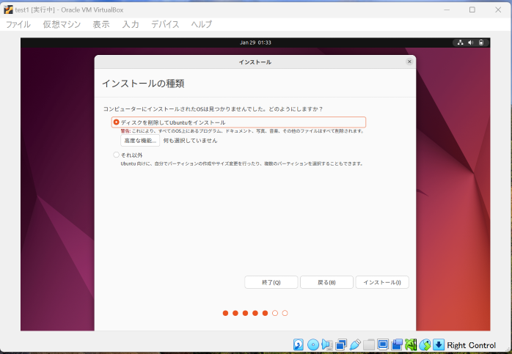 test1 [実行中] - Oracle VM VirtualBox
ファイル 仮想マシン 表示 入力 デバイス ヘルプ
Jan 29 01:33
インストール
インストールの種類
コンピューターにインストールされたOSは見つかりませんでした。どのようにしますか？
ディスクを削除してUbuntuをインストール
警告: これにより、すべてのOS上にあるプログラム、ドキュメント、写真、音楽、その他のファイルはすべて削除されます。
高度な機能... 何も選択していません
それ以外
Ubuntu 向けに、自分でパーティションの作成やサイズ変更を行ったり、複数のパーティションを選択することもできます。
終了(Q) 戻る(B) インストール(I)
Right Control